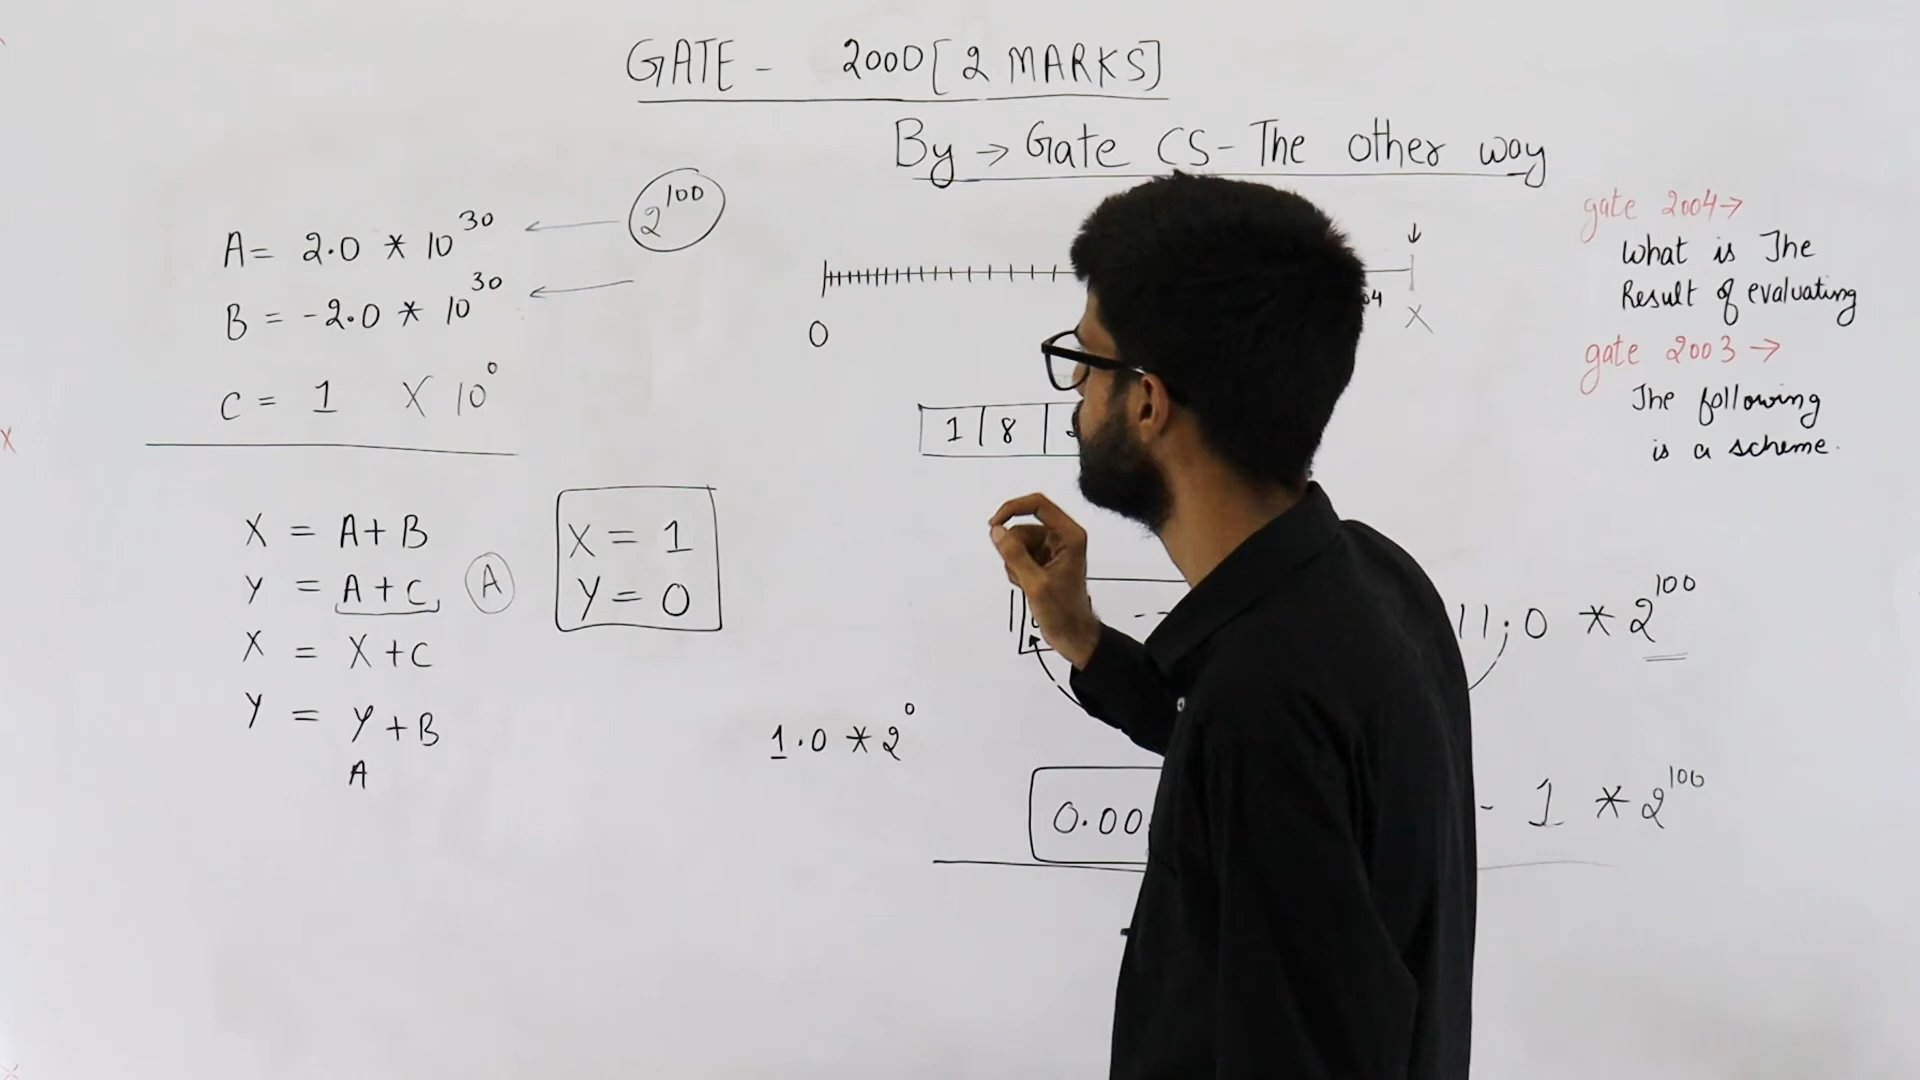 GATE - 2000 [2 MARKS]
By → Gate CS - The other way
A = 2.0 * 10^30
2^100
B = -2.0 * 10^30
C = 1 X 10^0
X = A + B
Y = A + C
A
X = X + C
Y = Y + B
A
X = 1
Y = 0
0
04
X
1 8
11.0 * 2^100
1.0 * 2^0
0.00
- 1 * 2^100
gate 2004 →
What is The
Result of evaluating
gate 2003 →
The following
is a scheme.
X